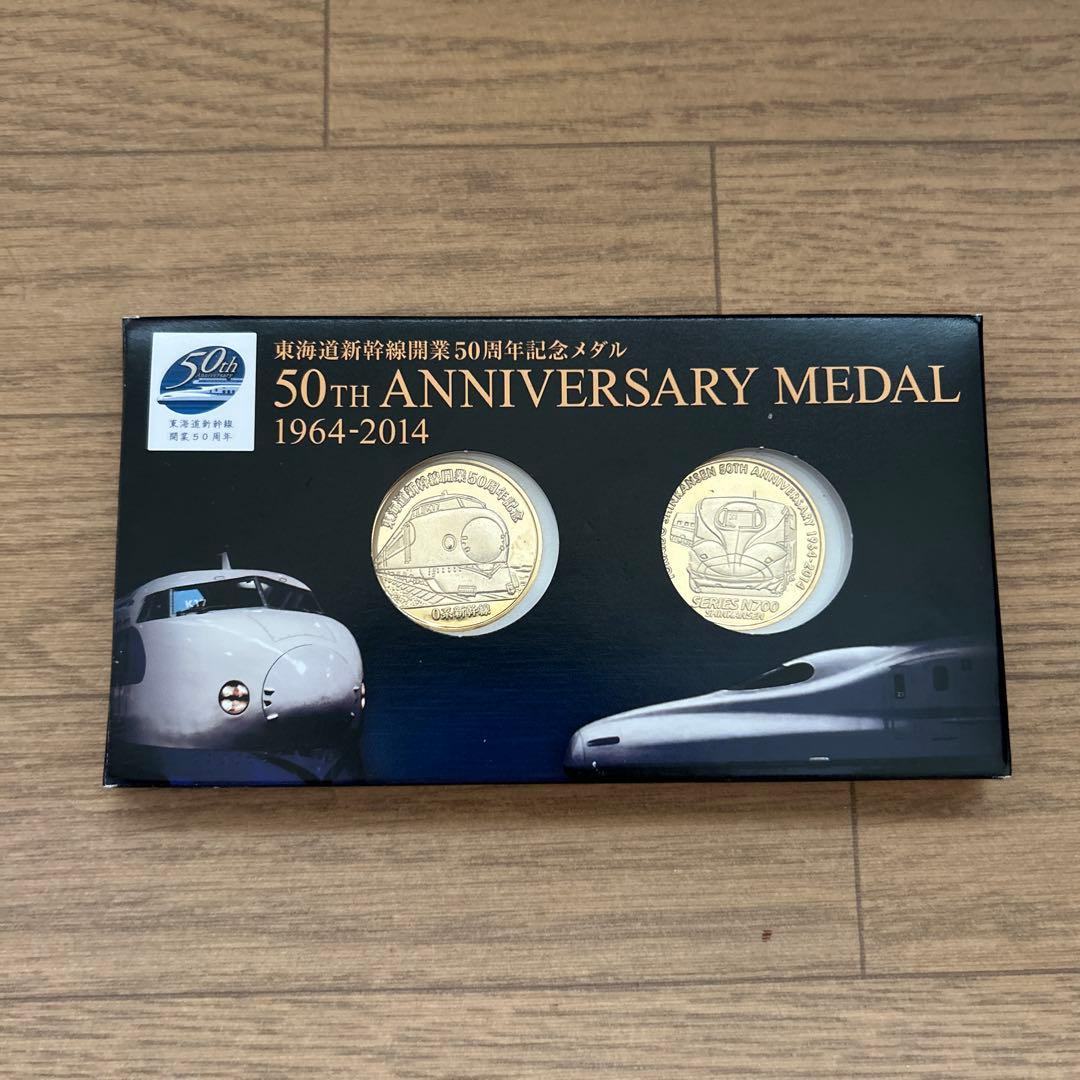 50th
Anniversary
東海道新幹線
開業50周年
東海道新幹線開業50周年記念メダル
50TH ANNIVERSARY MEDAL
1964-2014
東海道新幹線開業50周年記念
0系新幹線
SHINKANSEN 50TH ANNIVERSARY 1964-2014
SERIES N700
SHINKANSEN
K17